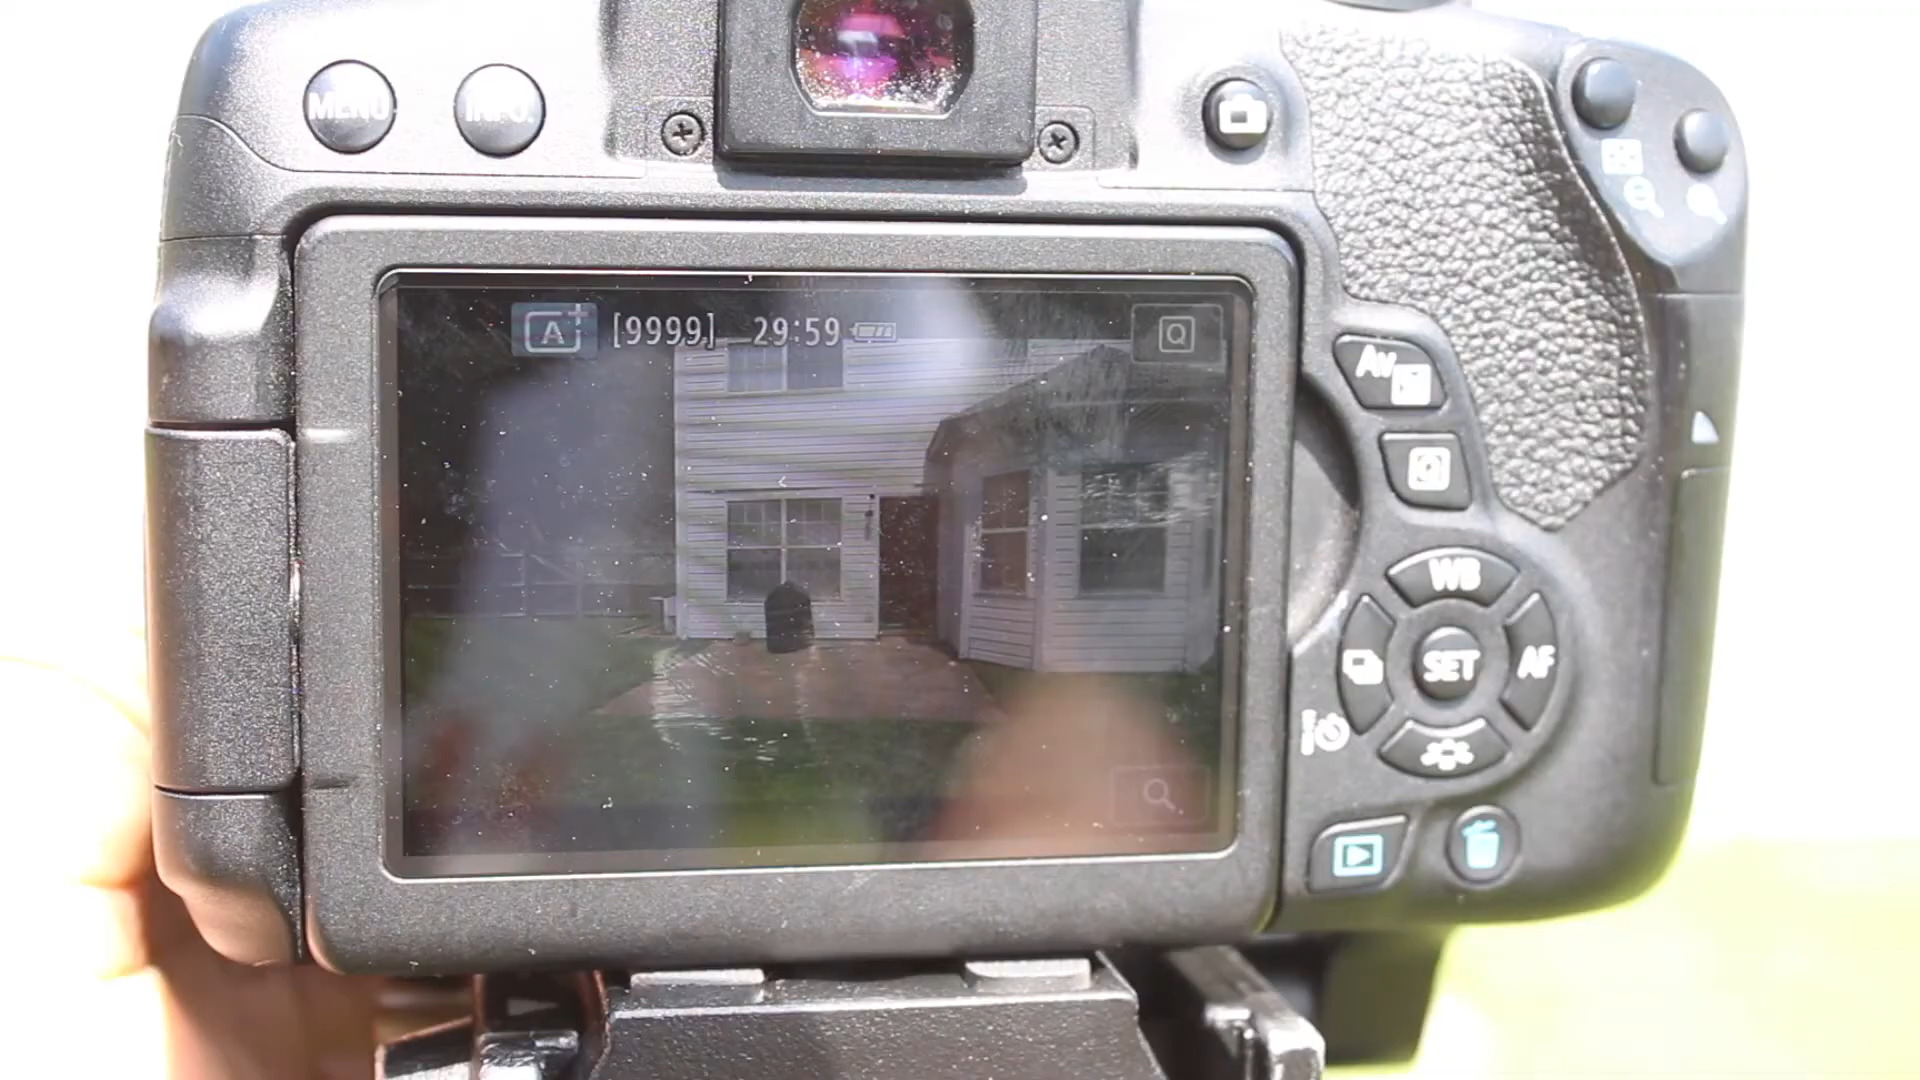 MENU INFO.
A+ [9999] 29:59 Q
Av
Q
WB
SET AF